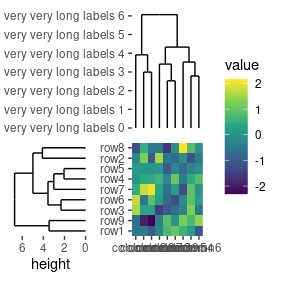 very very long labels 6
very very long labels 5
very very long labels 4
very very long labels 3
very very long labels 2
very very long labels 1
very very long labels 0
value
2
1
0
-1
-2
row8
row2
row5
row4
row7
row6
row3
row9
row1
6 4 2 0
height